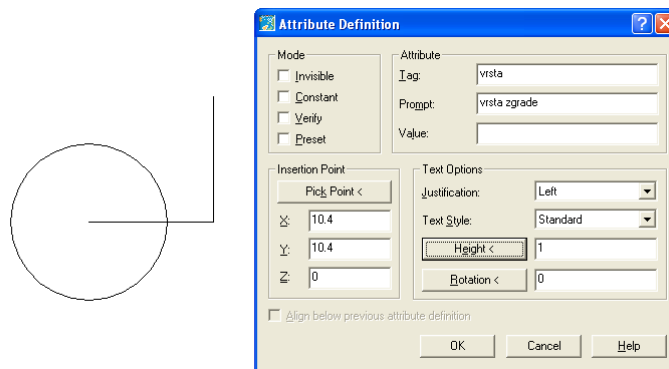 Attribute Definition
Mode
Invisible
Constant
Verify
Preset
Attribute
Tag: vrsta
Prompt: vrsta zgrade
Value:
Insertion Point
Pick Point <
X: 10.4
Y: 10.4
Z: 0
Text Options
Justification: Left
Text Style: Standard
Height < 1
Rotation < 0
Align below previous attribute definition
OK Cancel Help